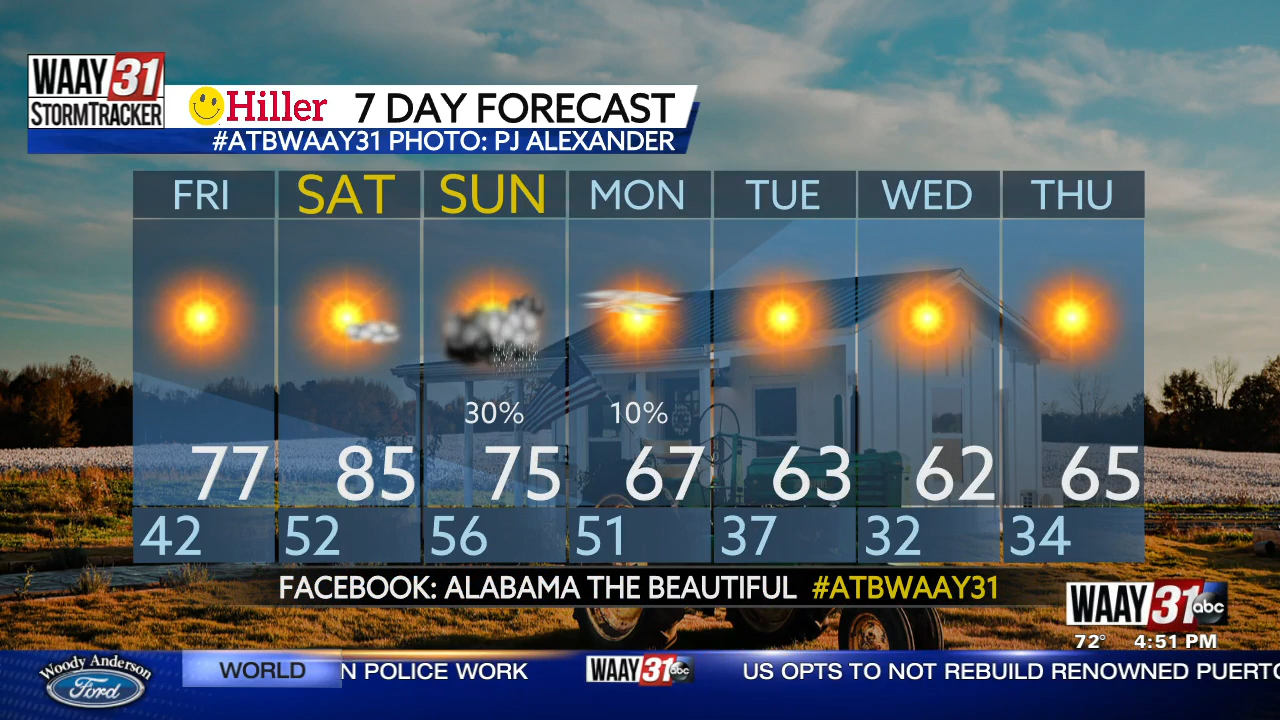 WAAY 31
STORMTRACKER
Hiller 7 DAY FORECAST
#ATBWAAY31 PHOTO: PJ ALEXANDER
FRI SAT SUN MON TUE WED THU
30% 10%
77 85 75 67 63 62 65
42 52 56 51 37 32 34
FACEBOOK: ALABAMA THE BEAUTIFUL #ATBWAAY31
WAAY 31 abc
72° 4:51 PM
Woody Anderson
Ford
WORLD N POLICE WORK WAAY 31 abc US OPTS TO NOT REBUILD RENOWNED PUERTO